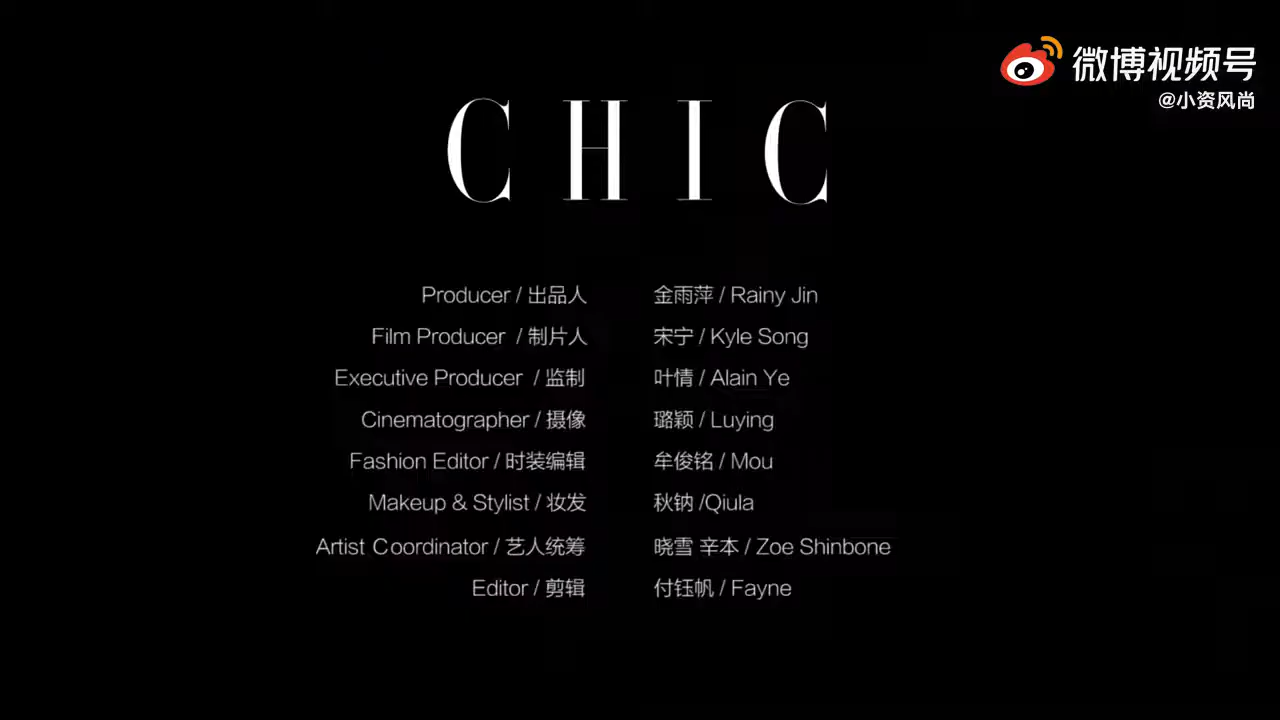 微博视频号
@小资风尚
CHIC
Producer / 出品人 金雨萍 / Rainy Jin
Film Producer / 制片人 宋宁 / Kyle Song
Executive Producer / 监制 叶情 / Alain Ye
Cinematographer / 摄像 璐颖 / Luying
Fashion Editor / 时装编辑 牟俊铭 / Mou
Makeup & Stylist / 妆发 秋钠 /Qiula
Artist Coordinator / 艺人统筹 晓雪 辛本 / Zoe Shinbone
Editor / 剪辑 付钰帆 / Fayne